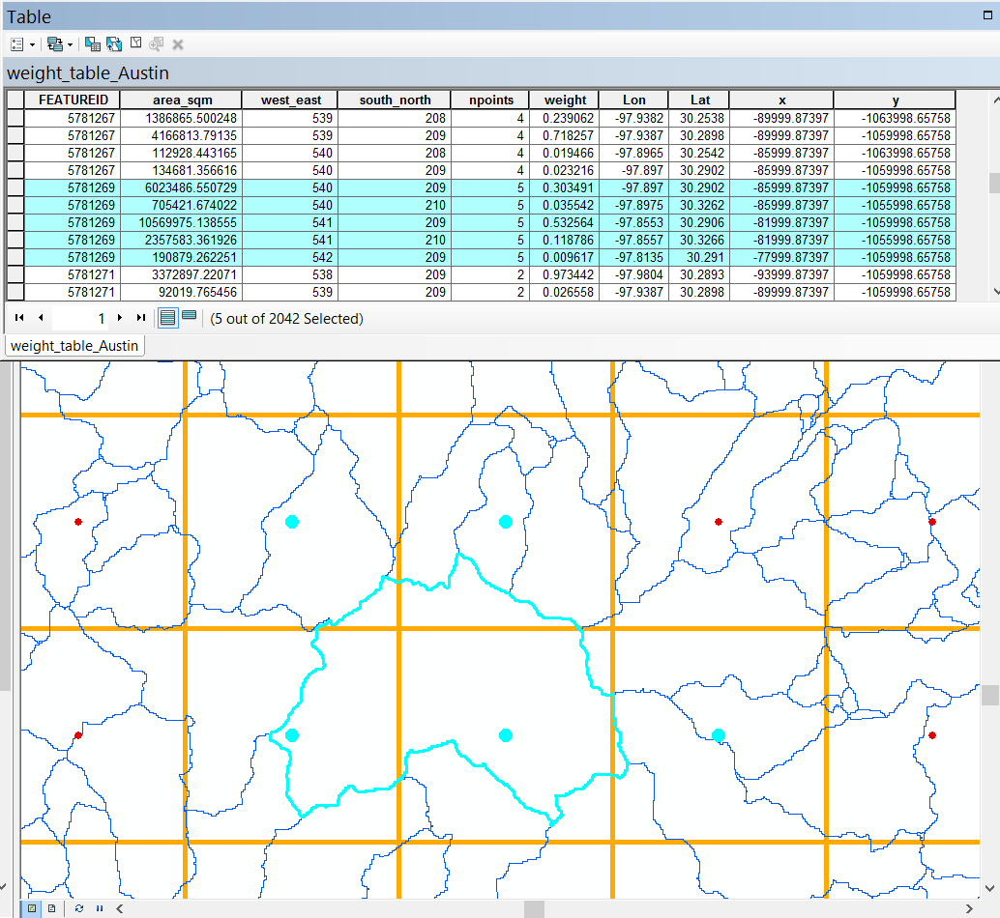 Table
weight_table_Austin
FEATUREID area_sqm west_east south_north npoints weight Lon Lat x y
5781267 1386865.500248 539 208 4 0.239062 -97.9382 30.2538 -89999.87397 -1063998.65758
5781267 4166813.79135 539 209 4 0.718257 -97.9387 30.2898 -89999.87397 -1059998.65758
5781267 112928.443165 540 208 4 0.019466 -97.8965 30.2542 -85999.87397 -1063998.65758
5781267 134681.356616 540 209 4 0.023216 -97.897 30.2902 -85999.87397 -1059998.65758
5781269 6023486.550729 540 209 5 0.303491 -97.897 30.2902 -85999.87397 -1059998.65758
5781269 705421.674022 540 210 5 0.035542 -97.8975 30.3262 -85999.87397 -1055998.65758
5781269 10569975.138555 541 209 5 0.532564 -97.8553 30.2906 -81999.87397 -1059998.65758
5781269 2357583.361926 541 210 5 0.118786 -97.8557 30.3266 -81999.87397 -1055998.65758
5781269 190879.262251 542 209 5 0.009617 -97.8135 30.291 -77999.87397 -1059998.65758
5781271 3372897.22071 538 209 2 0.973442 -97.9804 30.2893 -93999.87397 -1059998.65758
5781271 92019.765456 539 209 2 0.026558 -97.9387 30.2898 -89999.87397 -1059998.65758
1 (5 out of 2042 Selected)
weight_table_Austin